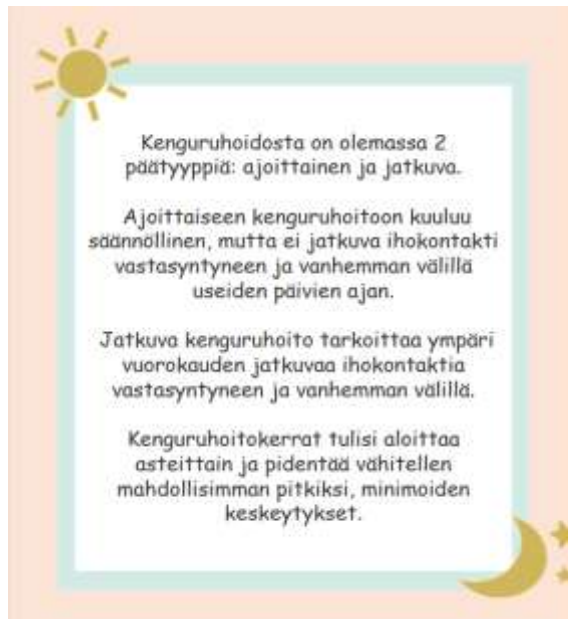 Kenguruhoidosta on olemassa 2
päätyyppiä: ajoittainen ja jatkuva.
Ajoittaiseen kenguruhoitoon kuuluu
säännöllinen, mutta ei jatkuva ihokontakti
vastasyntyneen ja vanhemman välillä
useiden päivien ajan.
Jatkuva kenguruhoito tarkoittaa ympäri
vuorokauden jatkuvaa ihokontaktia
vastasyntyneen ja vanhemman välillä.
Kenguruhoitokerrat tulisi aloittaa
asteittain ja pidentää vähitellen
mahdollisimman pitkiksi, minimoiden
keskeytykset.